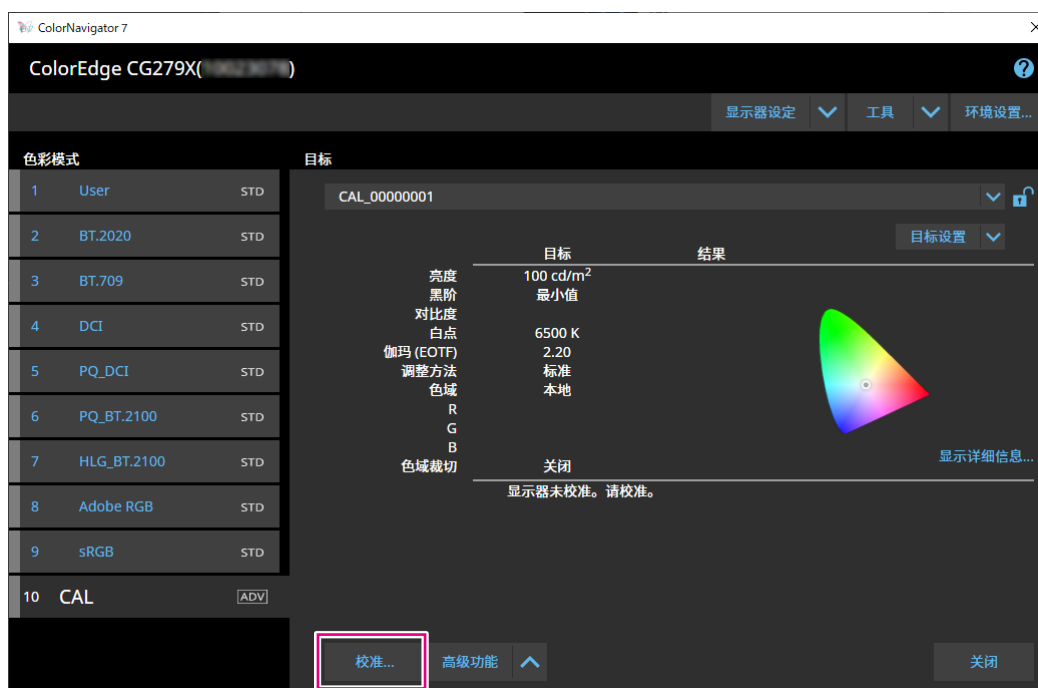 ColorNavigator 7
ColorEdge CG279X( )
显示器设定
工具
环境设置...
色彩模式
1 User STD
2 BT.2020 STD
3 BT.709 STD
4 DCI STD
5 PQ_DCI STD
6 PQ_BT.2100 STD
7 HLG_BT.2100 STD
8 Adobe RGB STD
9 sRGB STD
10 CAL ADV
目标
CAL_00000001
目标设置
目标 结果
亮度 100 cd/m²
黑阶 最小值
对比度
白点 6500 K
伽玛 (EOTF) 2.20
调整方法 标准
色域 本地
R
G
B
色域裁切 关闭
显示详细信息...
显示器未校准。请校准。
校准...
高级功能
关闭